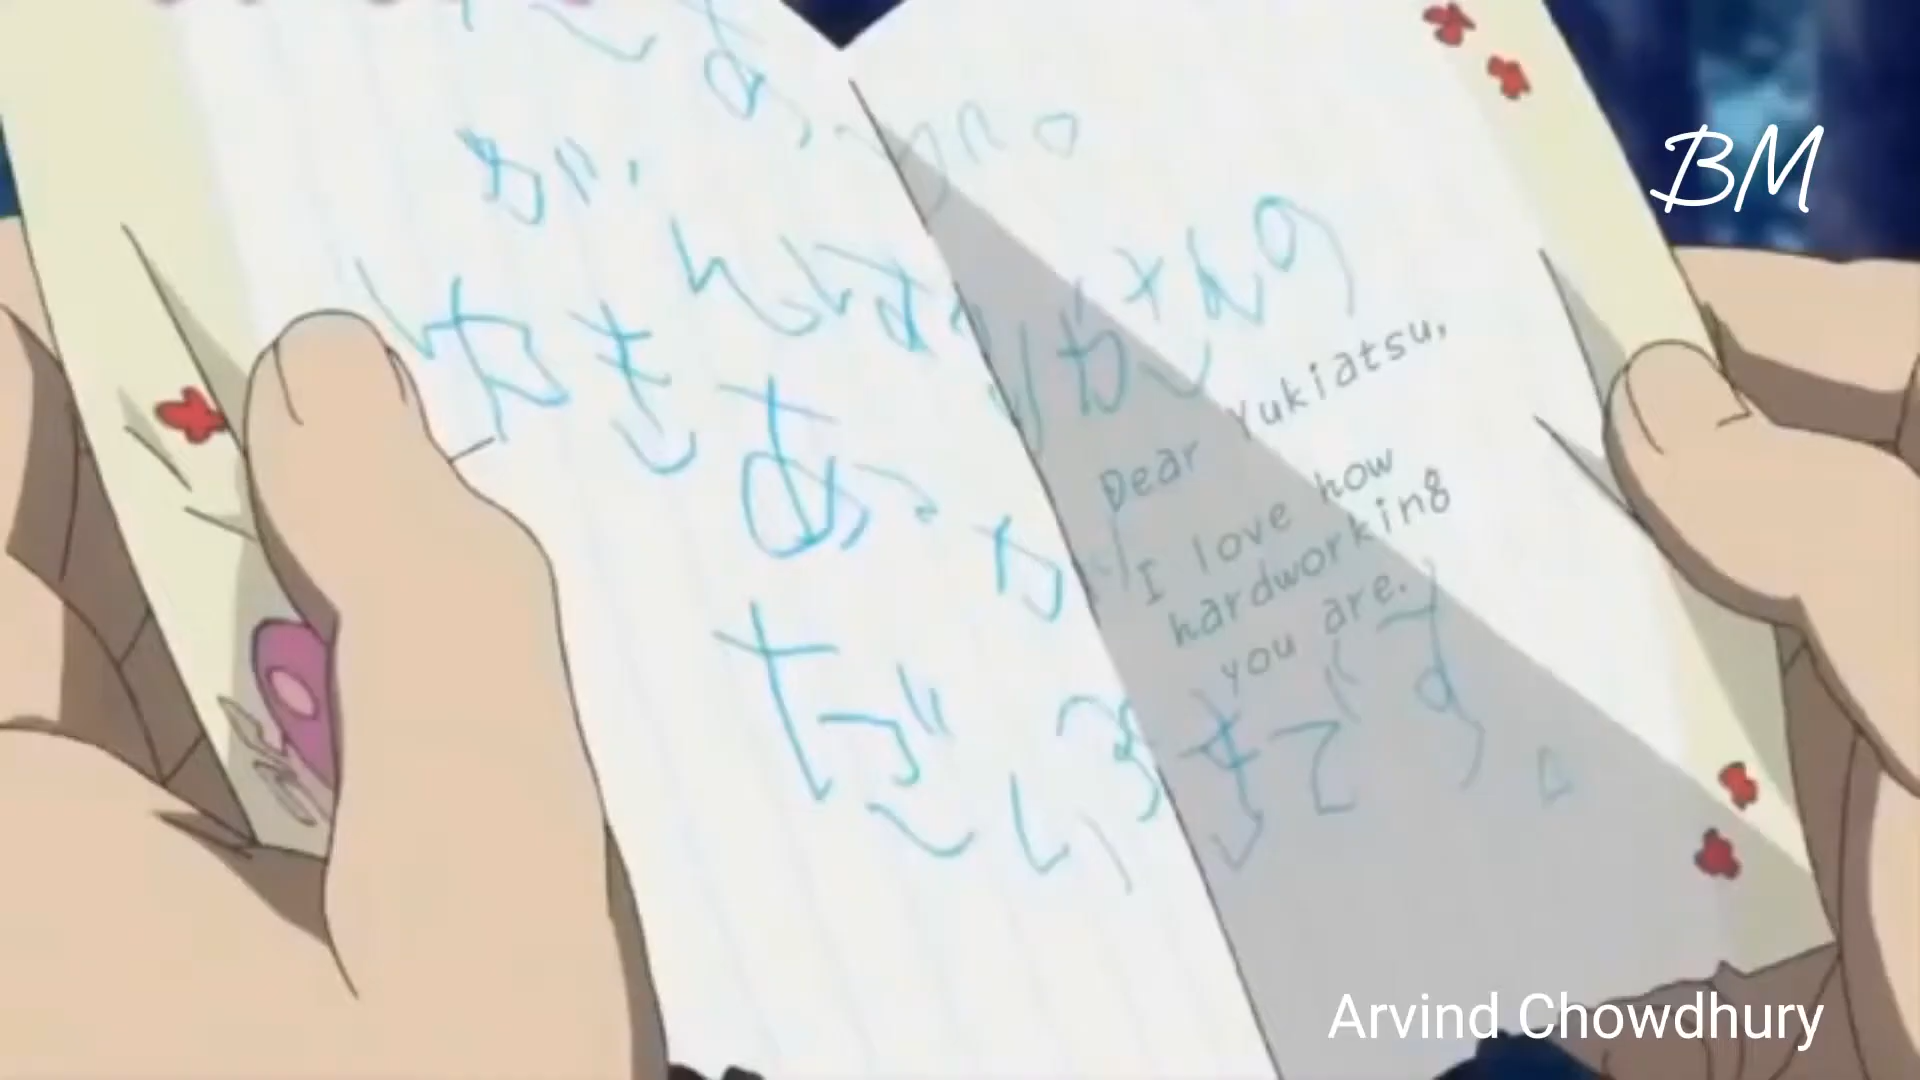 がんばりやさんの
ゆきあつが
だいすきです。
Dear Yukiatsu,
I love how
hardworking
you are.
BM
Arvind Chowdhury